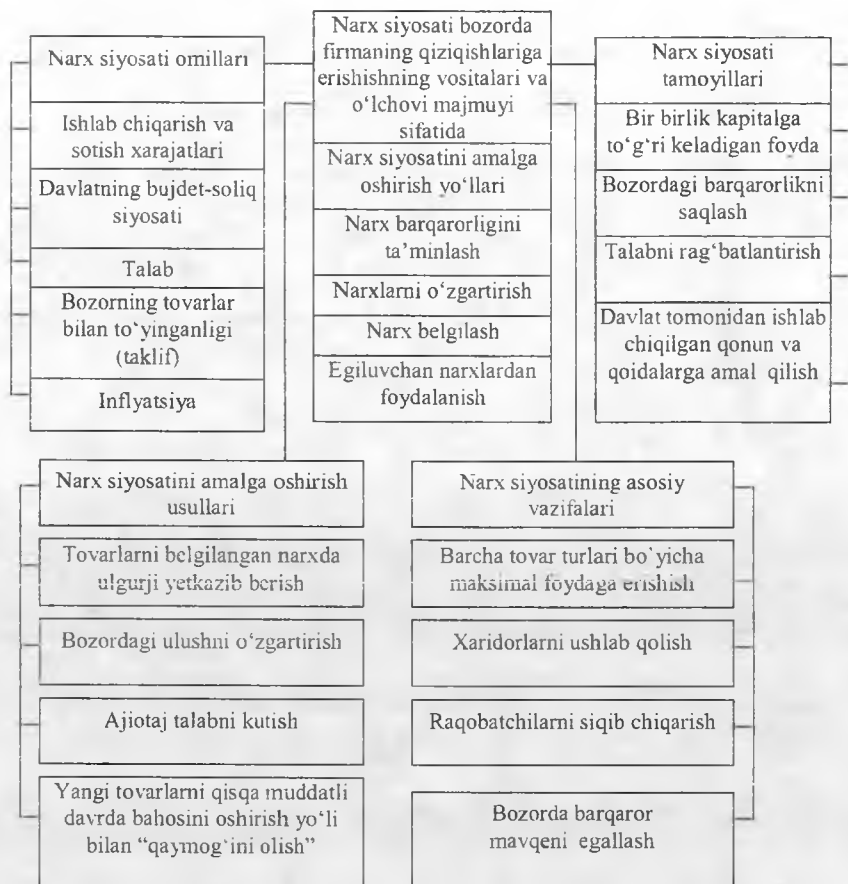 Narx siyosati omillari
Ishlab chiqarish va
sotish xarajatlari
Davlatning bujdet-soliq
siyosati
Talab
Bozorning tovarlar
bilan to‘yinganligi
(taklif)
Inflyatsiya
Narx siyosati bozorda
firmaning qiziqishlariga
erishishning vositalari va
o‘lchovi majmuyi
sifatida
Narx siyosatini amalga
oshirish yo‘llari
Narx barqarorligini
ta’minlash
Narxlarni o‘zgartirish
Narx belgilash
Egiluvchan narxlardan
foydalanish
Narx siyosati
tamoyillari
Bir birlik kapitalga
to‘g‘ri keladigan foyda
Bozordagi barqarorlikni
saqlash
Talabni rag‘batlantirish
Davlat tomonidan ishlab
chiqilgan qonun va
qoidalarga amal qilish
Narx siyosatini amalga oshirish
usullari
Tovarlarni belgilangan narxda
ulgurji yetkazib berish
Bozordagi ulushni o‘zgartirish
Ajiotaj talabni kutish
Yangi tovarlarni qisqa muddatli
davrda bahosini oshirish yo‘li
bilan “qaymog‘ini olish”
Narx siyosatining asosiy
vazifalari
Barcha tovar turlari bo‘yicha
maksimal foydaga erishish
Xaridorlarni ushlab qolish
Raqobatchilarni siqib chiqarish
Bozorda barqaror
mavqeni egallash